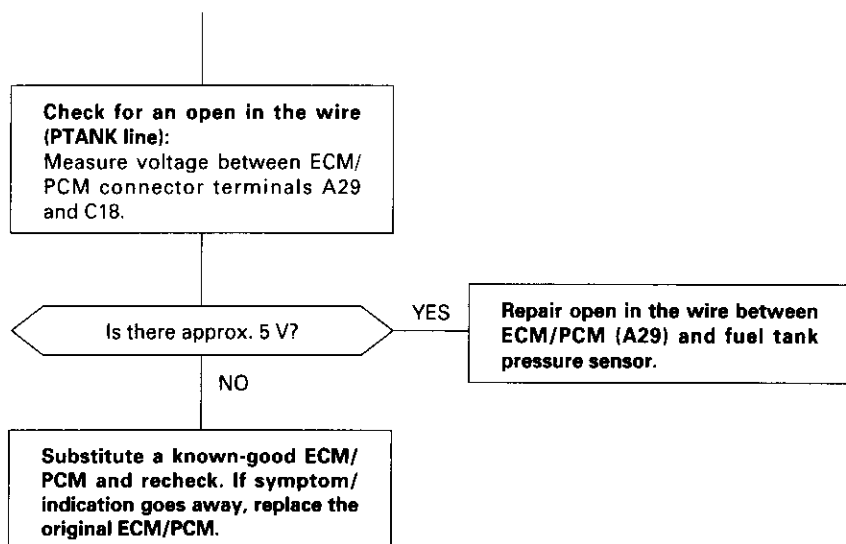 Check for an open in the wire
(PTANK line):
Measure voltage between ECM/
PCM connector terminals A29
and C18.
Is there approx. 5 V?
YES
Repair open in the wire between
ECM/PCM (A29) and fuel tank
pressure sensor.
NO
Substitute a known-good ECM/
PCM and recheck. If symptom/
indication goes away, replace the
original ECM/PCM.